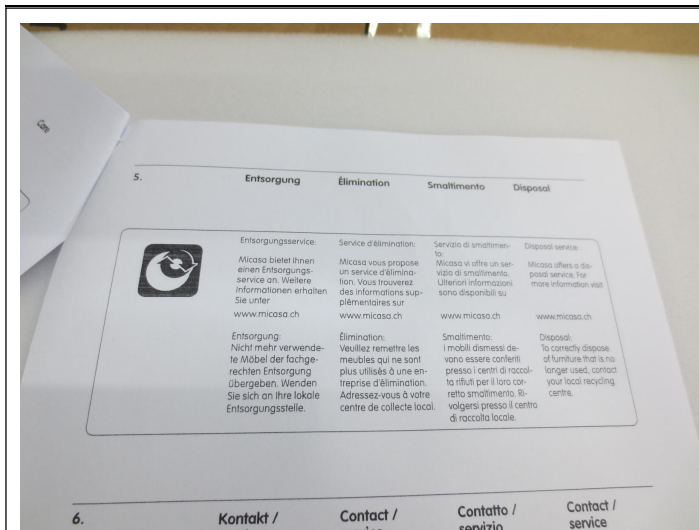 Care
5. Entsorgung Élimination Smaltimento Disposal
Entsorgungsservice:
Micasa bietet Ihnen
einen Entsorgungs-
service an. Weitere
Informationen erhalten
Sie unter
www.micasa.ch
Entsorgung:
Nicht mehr verwende-
te Möbel der fachge-
rechten Entsorgung
übergeben. Wenden
Sie sich an Ihre lokale
Entsorgungsstelle.
Service d'élimination:
Micasa vous propose
un service d'élimina-
tion. Vous trouverez
des informations sup-
plémentaires sur
www.micasa.ch
Élimination:
Veuillez remettre les
meubles qui ne sont
plus utilisés à une en-
treprise d'élimination.
Adressez-vous à votre
centre de collecte local.
Servizio di smaltimen-
to:
Micasa vi offre un ser-
vizio di smaltimento.
Ulteriori informazioni
sono disponibili su
www.micasa.ch
Smaltimento:
i mobili dismessi de-
vono essere conferiti
presso i centri di raccol-
ta rifiuti per il loro cor-
retto smaltimento. Ri-
volgersi presso il centro
di raccolta locale.
Disposal service:
Micasa offers a dis-
posal service. For
more information visit
www.micasa.ch
Disposal:
To correctly dispose
of furniture that is no
longer used, contact
your local recycling
centre.
6. Kontakt / Contact / Contatto / Contact /
servizio service